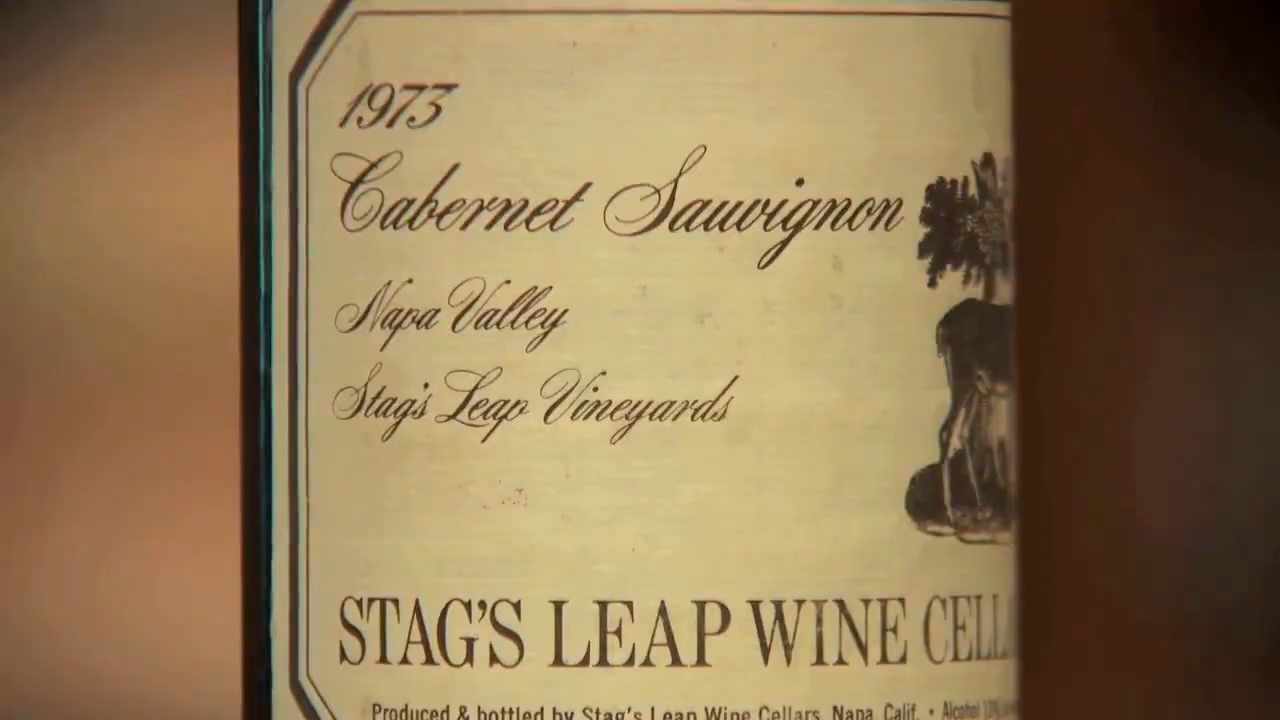 1973
Cabernet Sauvignon
Napa Valley
Stag's Leap Vineyards
STAG'S LEAP WINE CELL
Produced & bottled by Stag's Leap Wine Cellars, Napa, Calif. • Alcohol